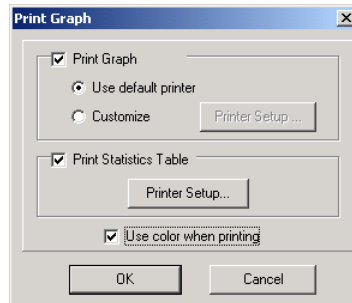 Print Graph
Print Graph
Use default printer
Customize
Printer Setup ...
Print Statistics Table
Printer Setup...
Use color when printing
OK
Cancel